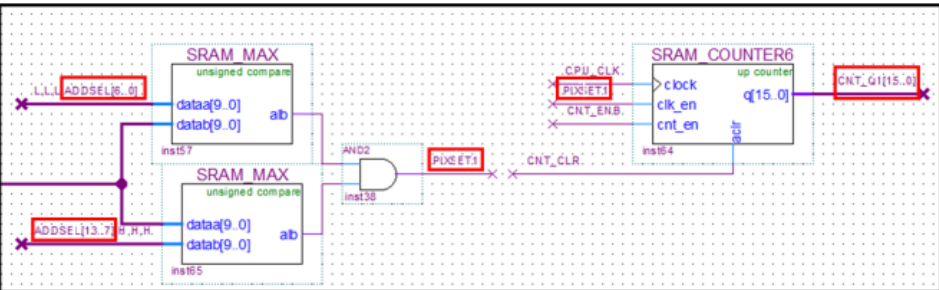 SRAM_MAX
unsigned compare
L,L,L,ADDSEL[6..0]
dataa[9..0]
datab[9..0]
alb
inst57
SRAM_MAX
unsigned compare
ADDSEL[13..7],H,H,H.
dataa[9..0]
datab[9..0]
alb
inst65
AND2
inst38
PIXSET1
CNT_CLR
SRAM_COUNTER6
up counter
CPU_CLK.
PIXSET1
CNT_ENB.
clock
clk_en
cnt_en
q[15..0]
aclr
inst64
CNT_Q1[15..0]